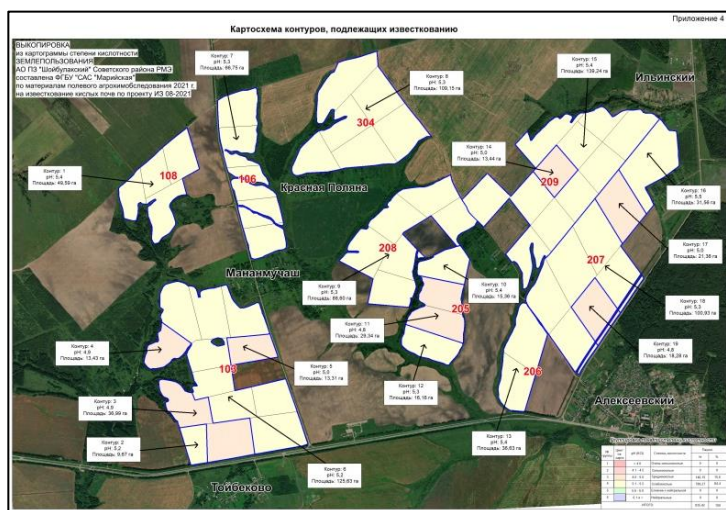 Приложение 4
Картосхема контуров, подлежащих известкованию
ВЫКОПИРОВКА
из картограммы степени кислотности
ЗЕМЛЕПОЛЬЗОВАНИЯ
АО ПЗ "Шойбулакский" Советского района РМЭ
составлена ФГБУ "САС "Марийская"
по материалам полевого агрохимобследования 2021 г.
на известкование кислых почв по проекту ИЗ 08-2021
Контур: 7
pH: 5,3
Площадь: 66,75 га
Контур: 8
pH: 5,3
Площадь: 109,15 га
Контур: 15
pH: 5,4
Площадь: 139,24 га
Ильинский
304
Контур: 14
pH: 5,0
Площадь: 13,44 га
Контур: 1
pH: 5,4
Площадь: 49,59 га
108
106
209
Красная Поляна
Контур: 16
pH: 5,5
Площадь: 31,56 га
Контур: 17
pH: 5,0
Площадь: 21,38 га
208
207
Мананмучаш
Контур: 9
pH: 5,3
Контур: 10
pH: 5,4
Площадь: 15,36 га
Контур: 18
pH: 5,3
Площадь: 100,93 га
205
Контур: 11
pH: 4,8
Площадь: 29,34 га
Контур: 4
pH: 4,9
Площадь: 13,43 га
Контур: 5
pH: 5,0
Площадь: 13,31 га
pH: 4,8
Площадь: 18,28 га
Контур: 12
pH: 5,3
Площадь: 16,18 га
206
Контур: 3
pH: 4,9
Площадь: 36,99 га
Алексеевский
Контур: 2
pH: 5,2
Площадь: 9,87 га
Контур: 6
pH: 5,2
Площадь: 125,63 га
Контур: 13
pH: 5,4
Площадь: 36,63 га
Тойбеково